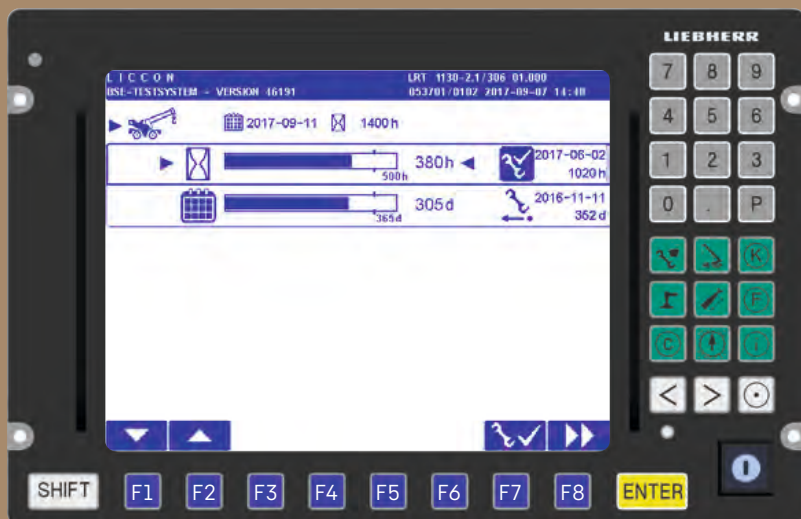 LIEBHERR
LICCON LRT 1130-2.1/306 01.000
BSE-TESTSYSTEM - VERSION 46191 053701/0102 2017-09-07 14:40
2017-09-11 1400h
380h 2017-06-02
500h 1020h
305d 2016-11-11
365d 352d
7 8 9
4 5 6
1 2 3
0 . P
K
F
C i
< >
SHIFT F1 F2 F3 F4 F5 F6 F7 F8 ENTER
I